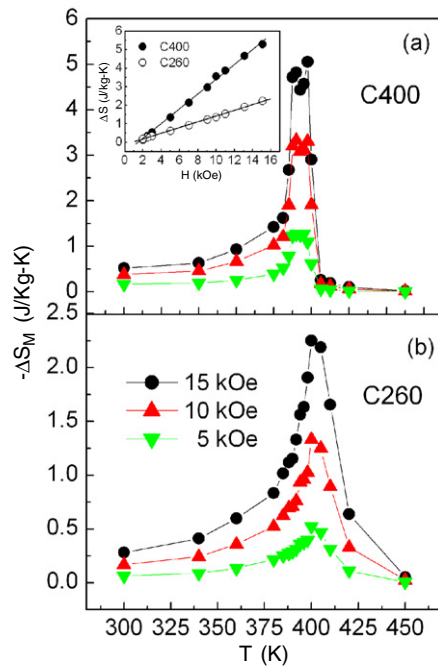 6
5
4
3
2
1
0
ΔS (J/kg-K)
C400
C260
0 2 4 6 8 10 12 14 16
H (kOe)
(a)
C400
6
5
4
3
2
1
0
-ΔS_M (J/Kg-K)
2.5
2.0
1.5
1.0
0.5
0.0
(b)
C260
15 kOe
10 kOe
5 kOe
300 325 350 375 400 425 450
T (K)